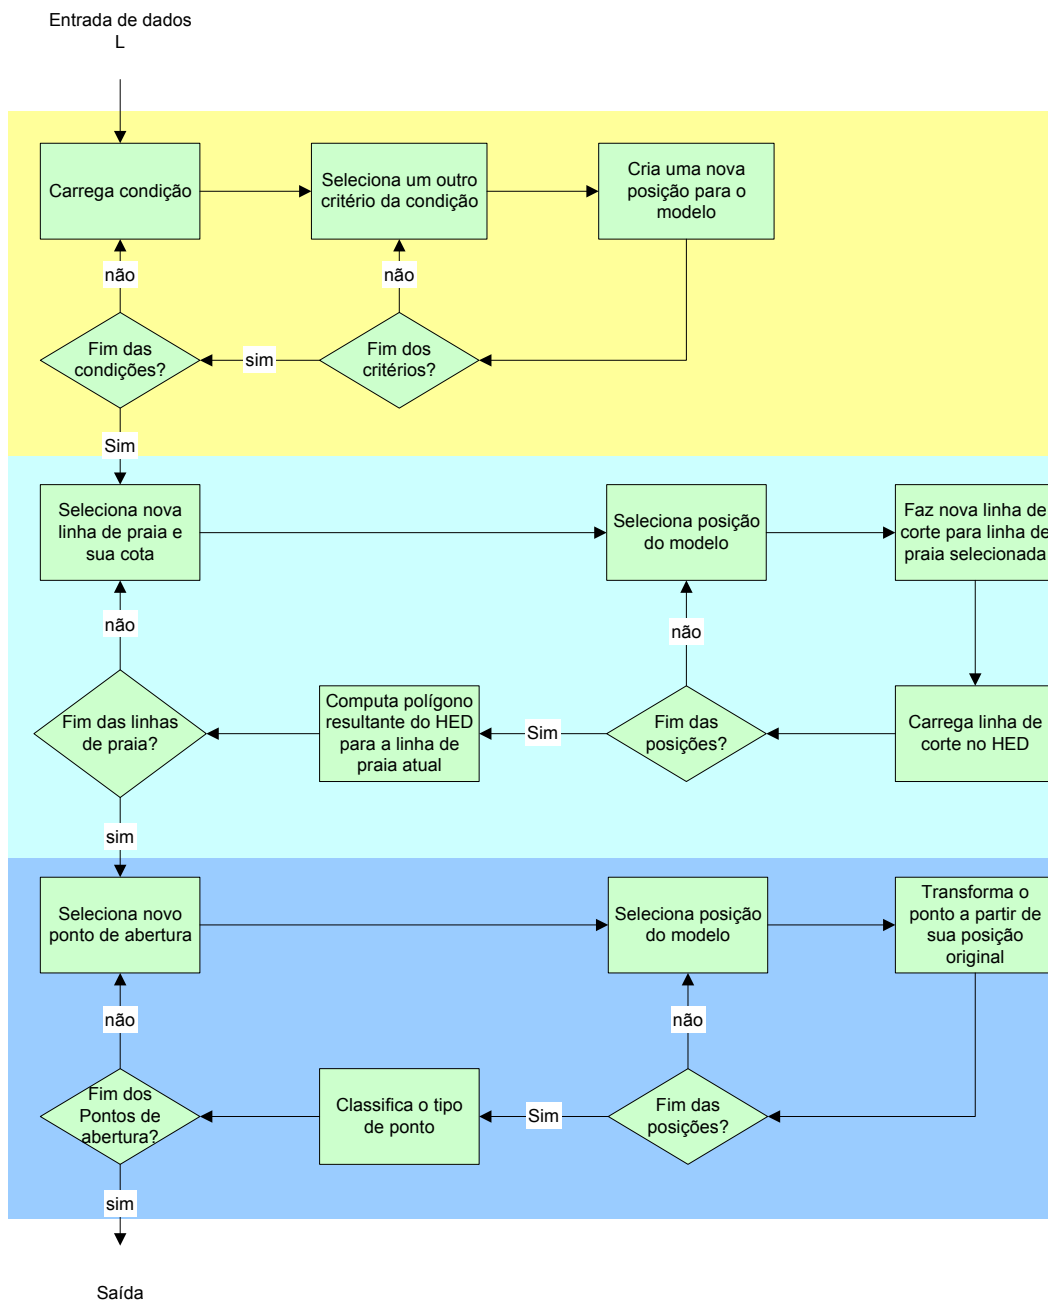 Entrada de dados
L
Carrega condição
Seleciona um outro
critério da condição
Cria uma nova
posição para o
modelo
não
não
Fim das
condições?
sim
Fim dos
critérios?
Sim
Seleciona nova
linha de praia e
sua cota
Seleciona posição
do modelo
Faz nova linha de
corte para linha de
praia selecionada
não
não
Fim das linhas
de praia?
Computa polígono
resultante do HED
para a linha de
praia atual
Sim
Fim das
posições?
Carrega linha de
corte no HED
sim
Seleciona novo
ponto de abertura
Seleciona posição
do modelo
Transforma o
ponto a partir de
sua posição
original
não
não
Fim dos
Pontos de
abertura?
Classifica o tipo
de ponto
Sim
Fim das
posições?
sim
Saída